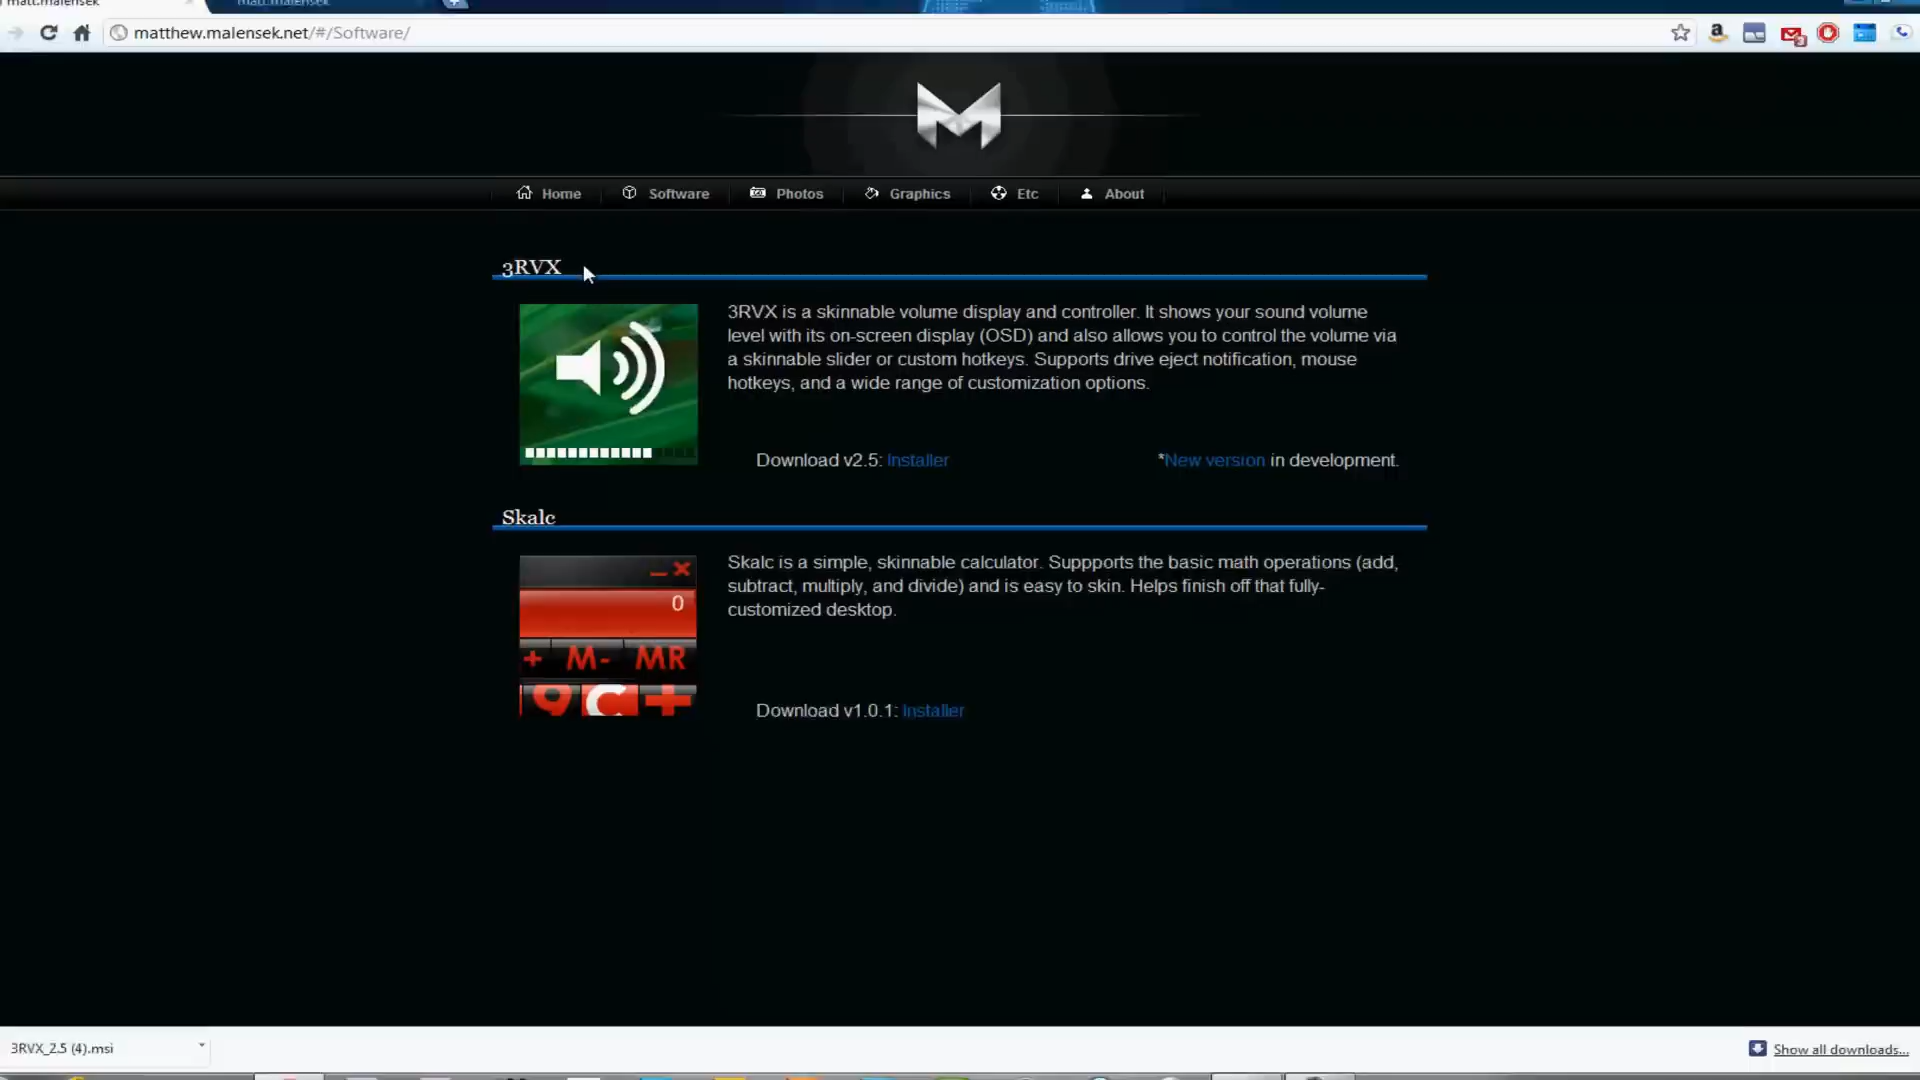 matt.malensek
matt.malensek
matthew.malensek.net/#/Software/
Home
Software
Photos
Graphics
Etc
About
3RVX
3RVX is a skinnable volume display and controller. It shows your sound volume
level with its on-screen display (OSD) and also allows you to control the volume via
a skinnable slider or custom hotkeys. Supports drive eject notification, mouse
hotkeys, and a wide range of customization options.
Download v2.5: Installer
*New version in development.
Skalc
0
+ M- MR
9 C +
Skalc is a simple, skinnable calculator. Suppports the basic math operations (add,
subtract, multiply, and divide) and is easy to skin. Helps finish off that fully-
customized desktop.
Download v1.0.1: Installer
3RVX_2.5 (4).msi
Show all downloads...